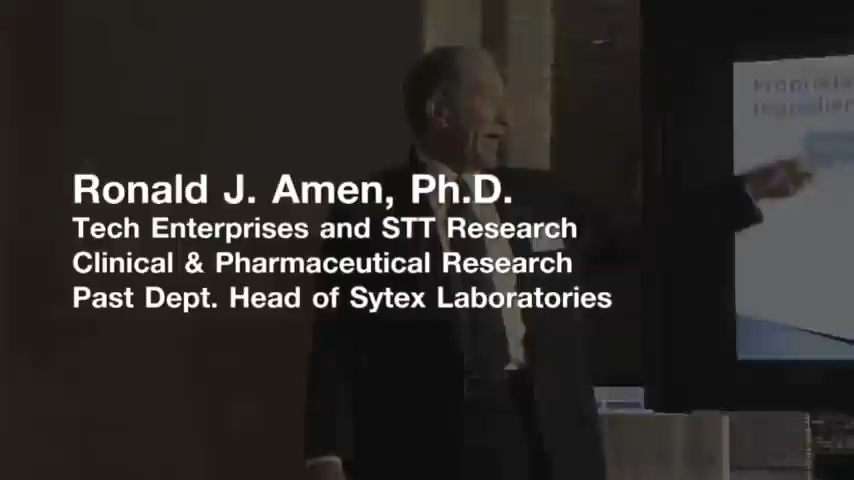 Ronald J. Amen, Ph.D.
Tech Enterprises and STT Research
Clinical & Pharmaceutical Research
Past Dept. Head of Sytex Laboratories